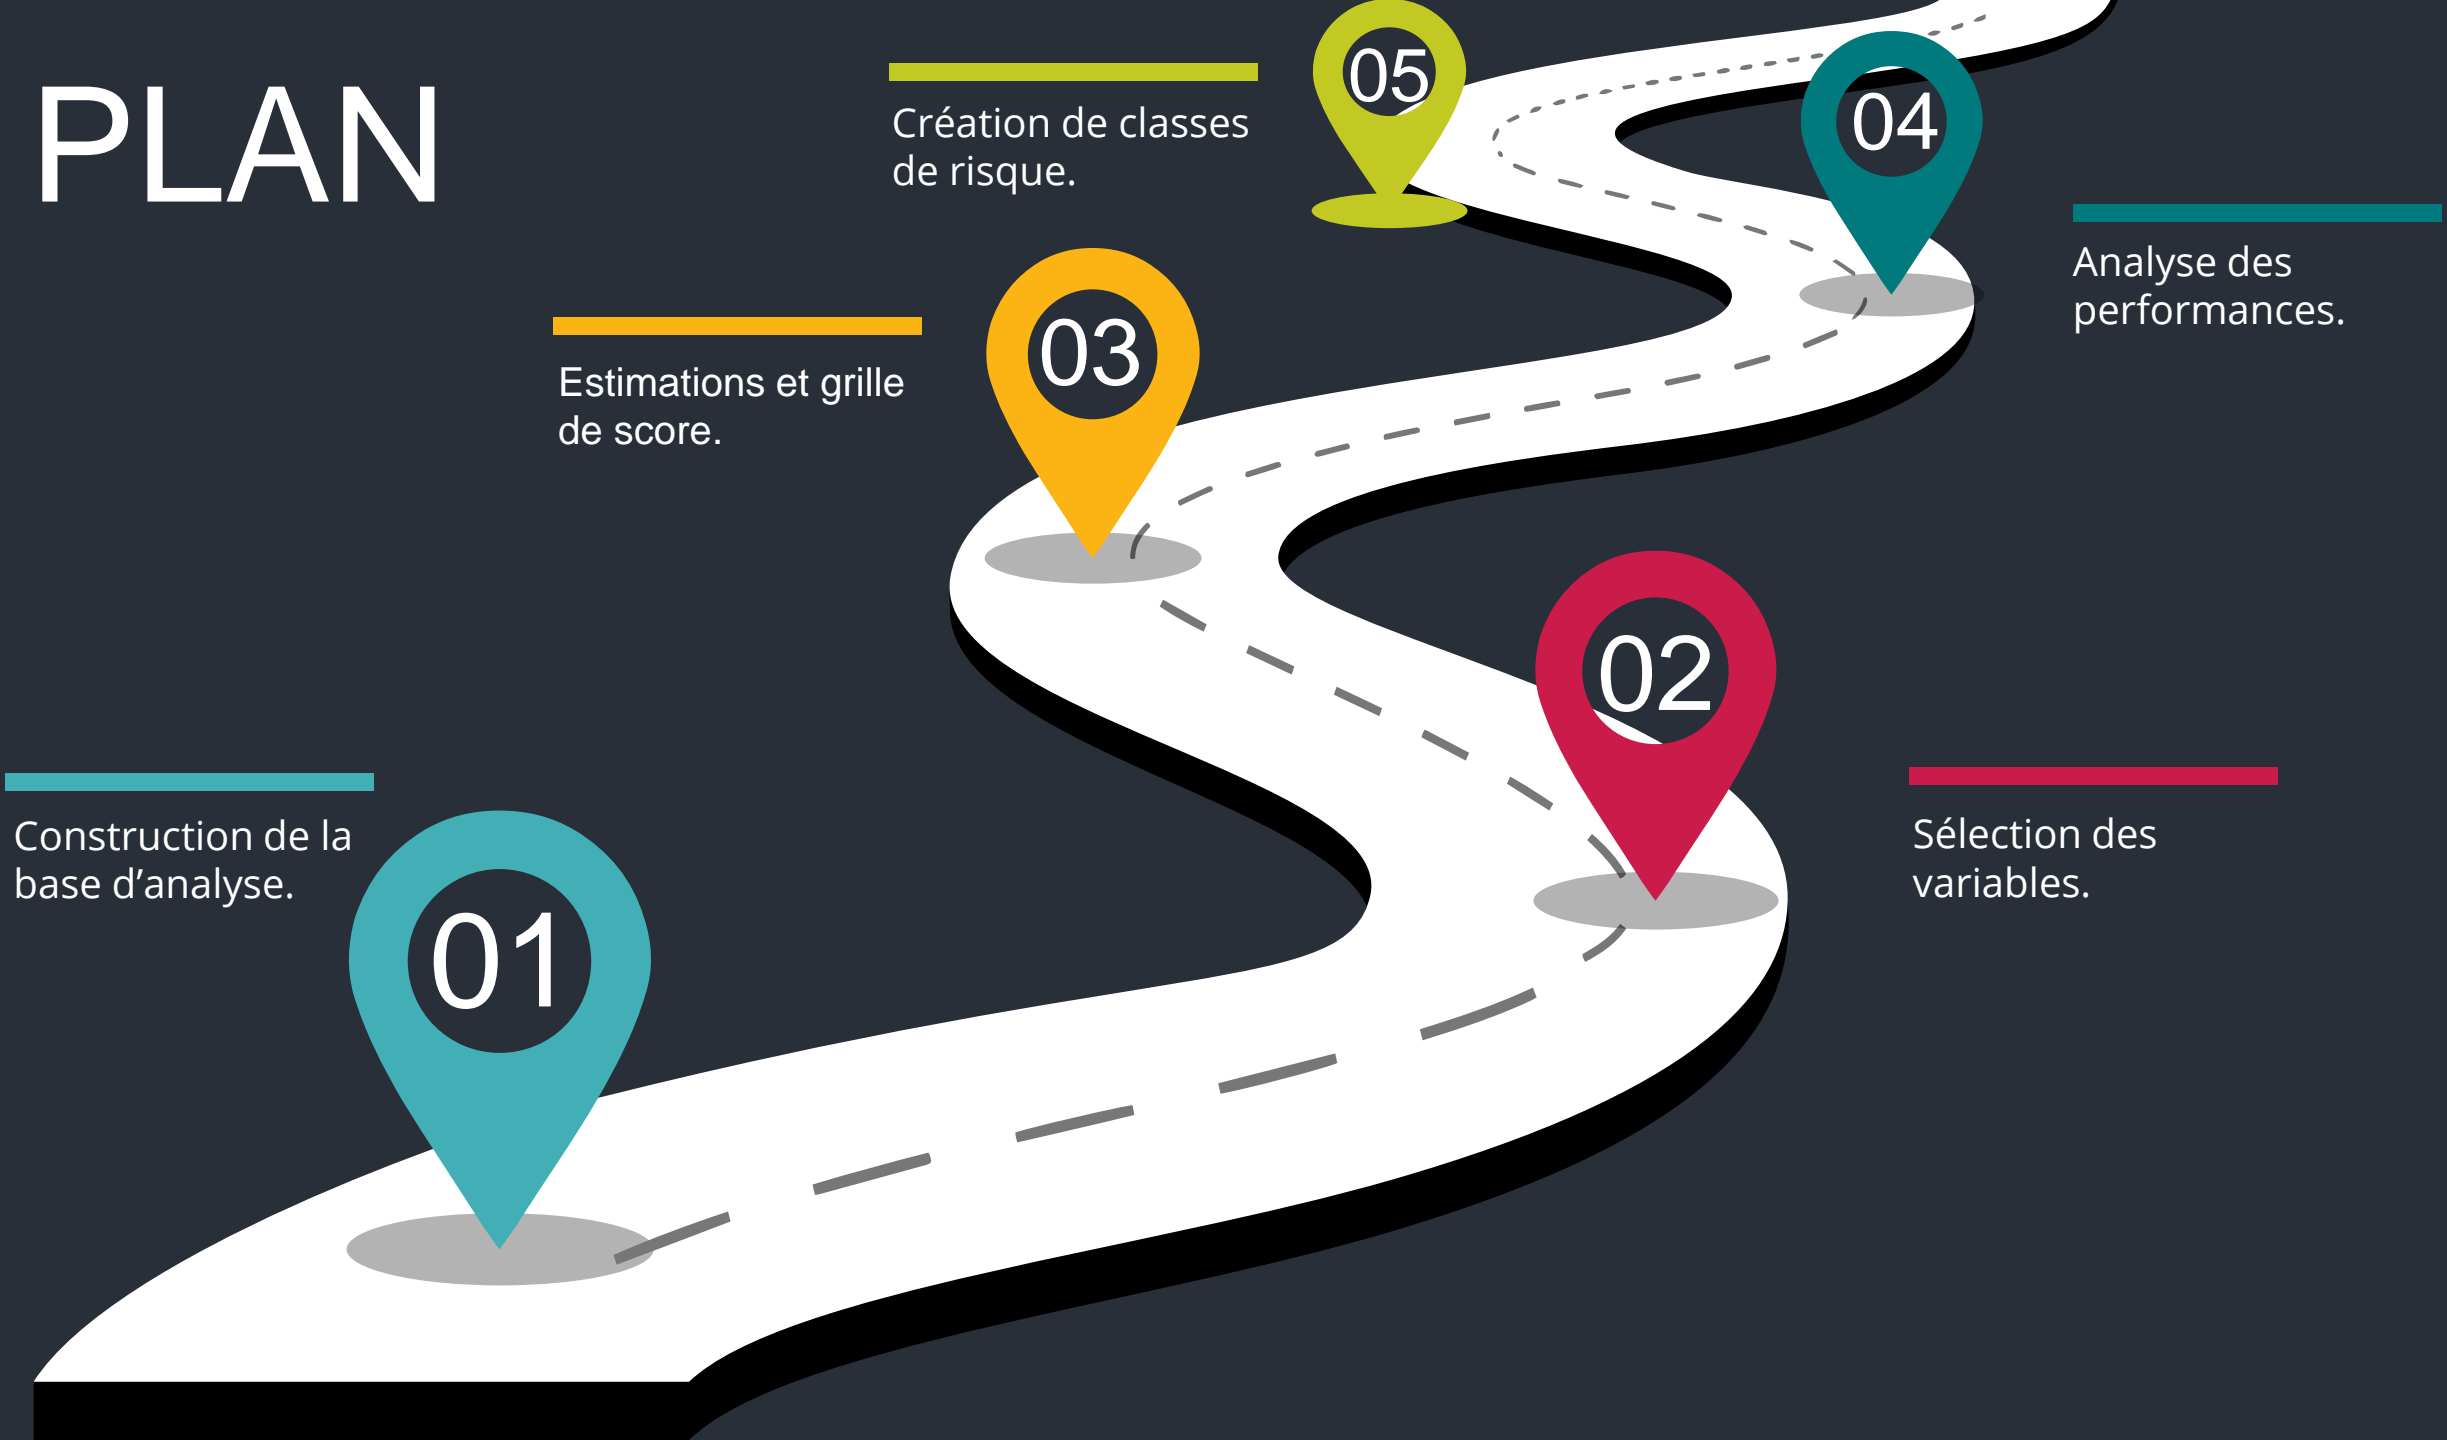 PLAN
01
Construction de la
base d’analyse.
02
Sélection des
variables.
03
Estimations et grille
de score.
04
Analyse des
performances.
05
Création de classes
de risque.